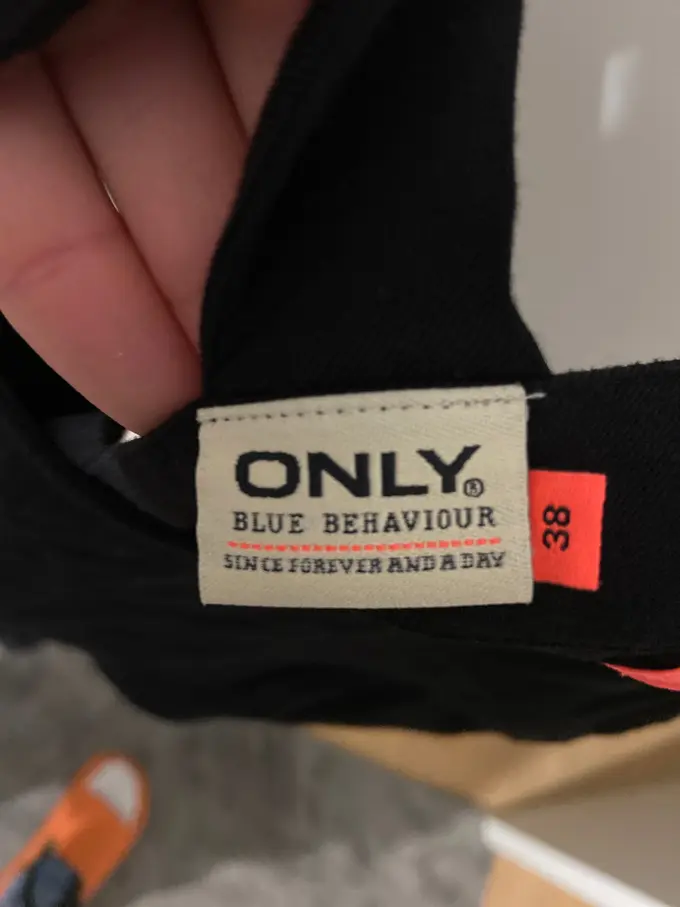 ONLY®
BLUE BEHAVIOUR
SINCE FOREVER AND A DAY
38